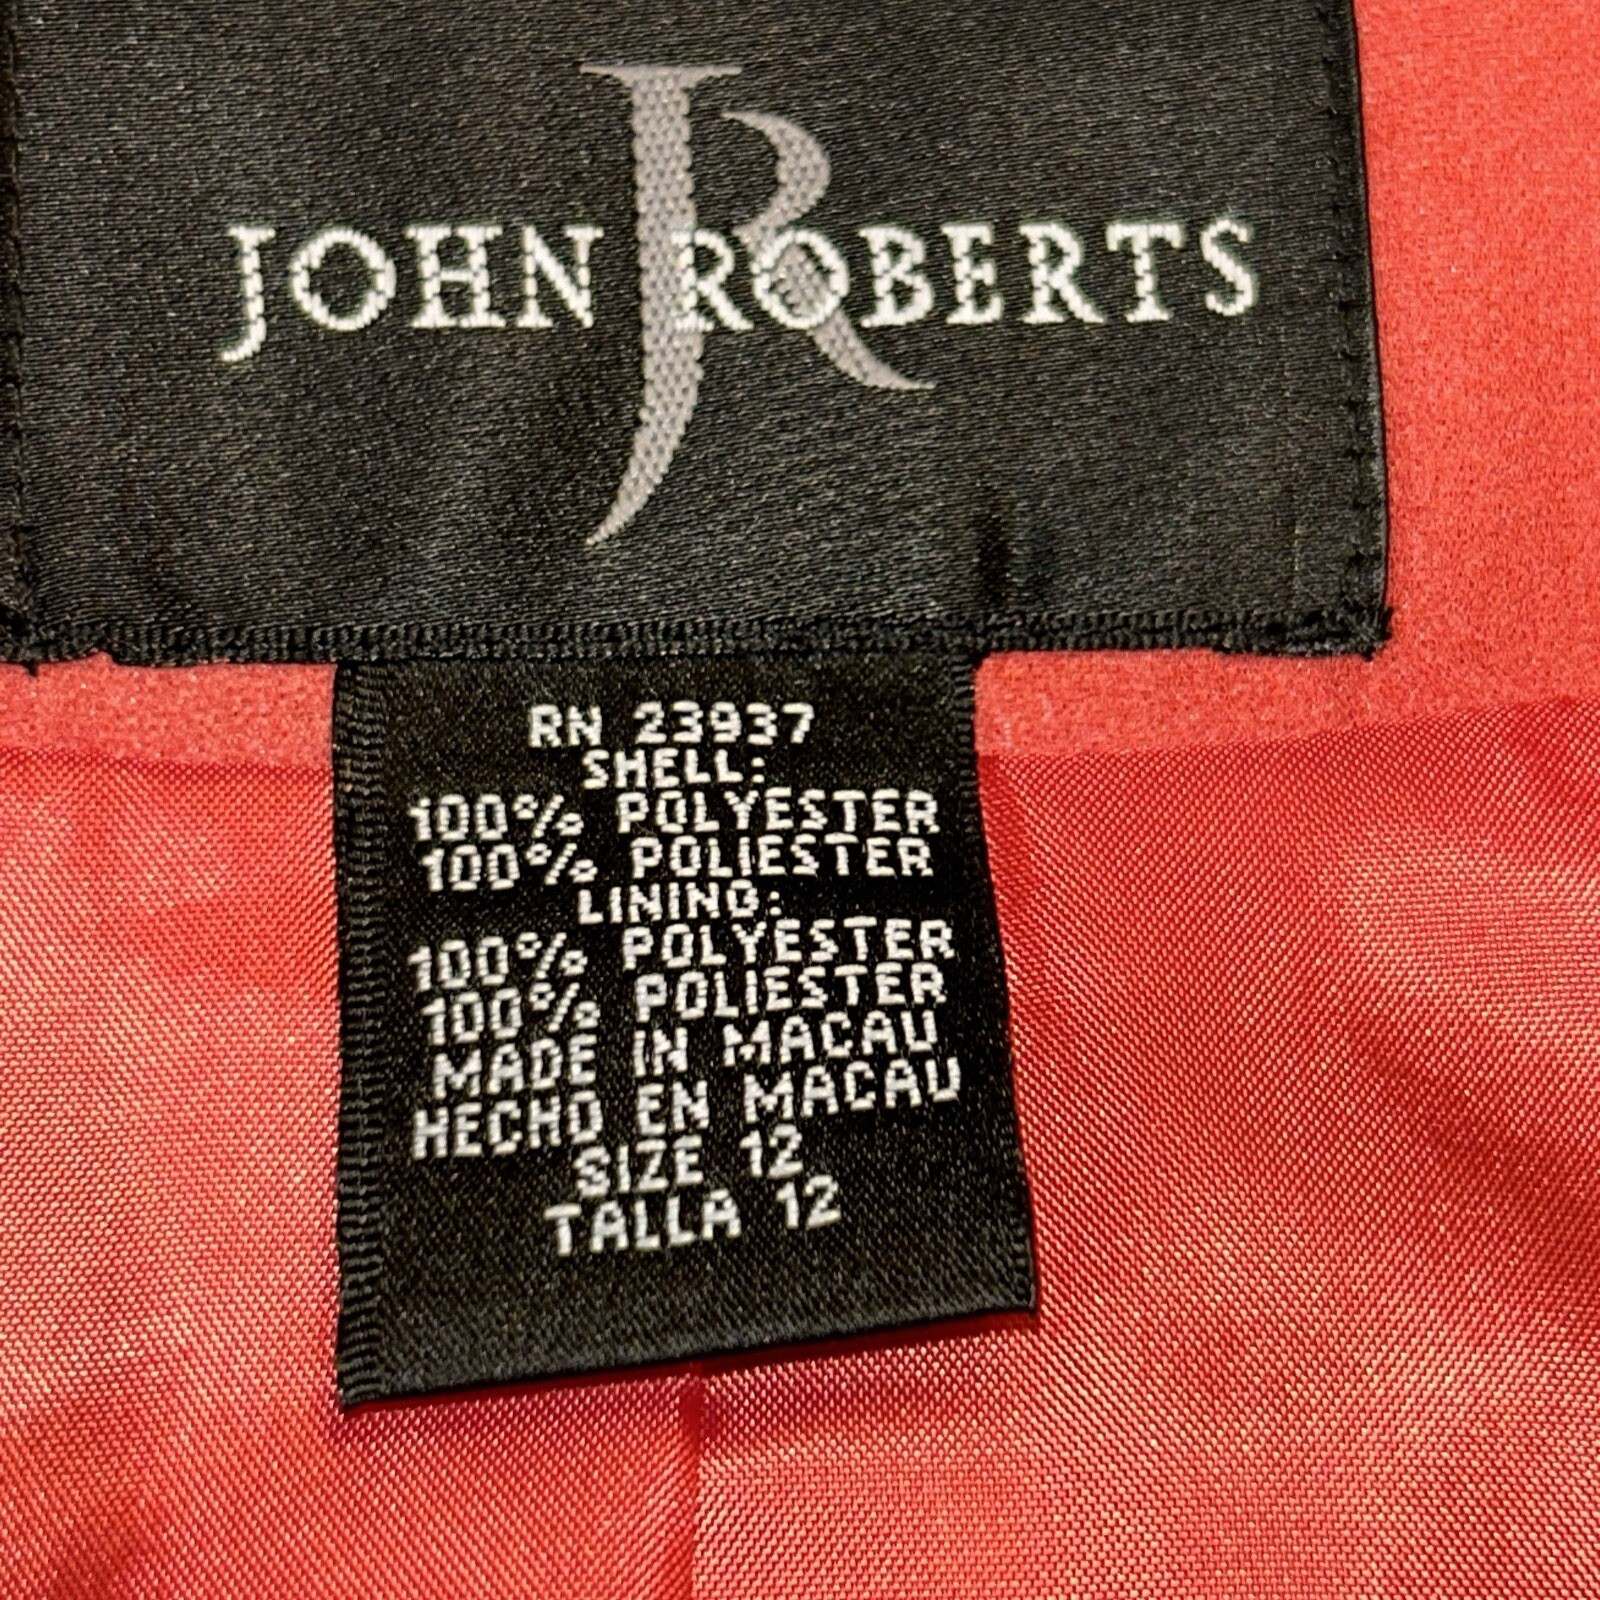 JR
JOHN ROBERTS
RN 23937
SHELL:
100% POLYESTER
100% POLIESTER
LINING:
100% POLYESTER
100% POLIESTER
MADE IN MACAU
HECHO EN MACAU
SIZE 12
TALLA 12